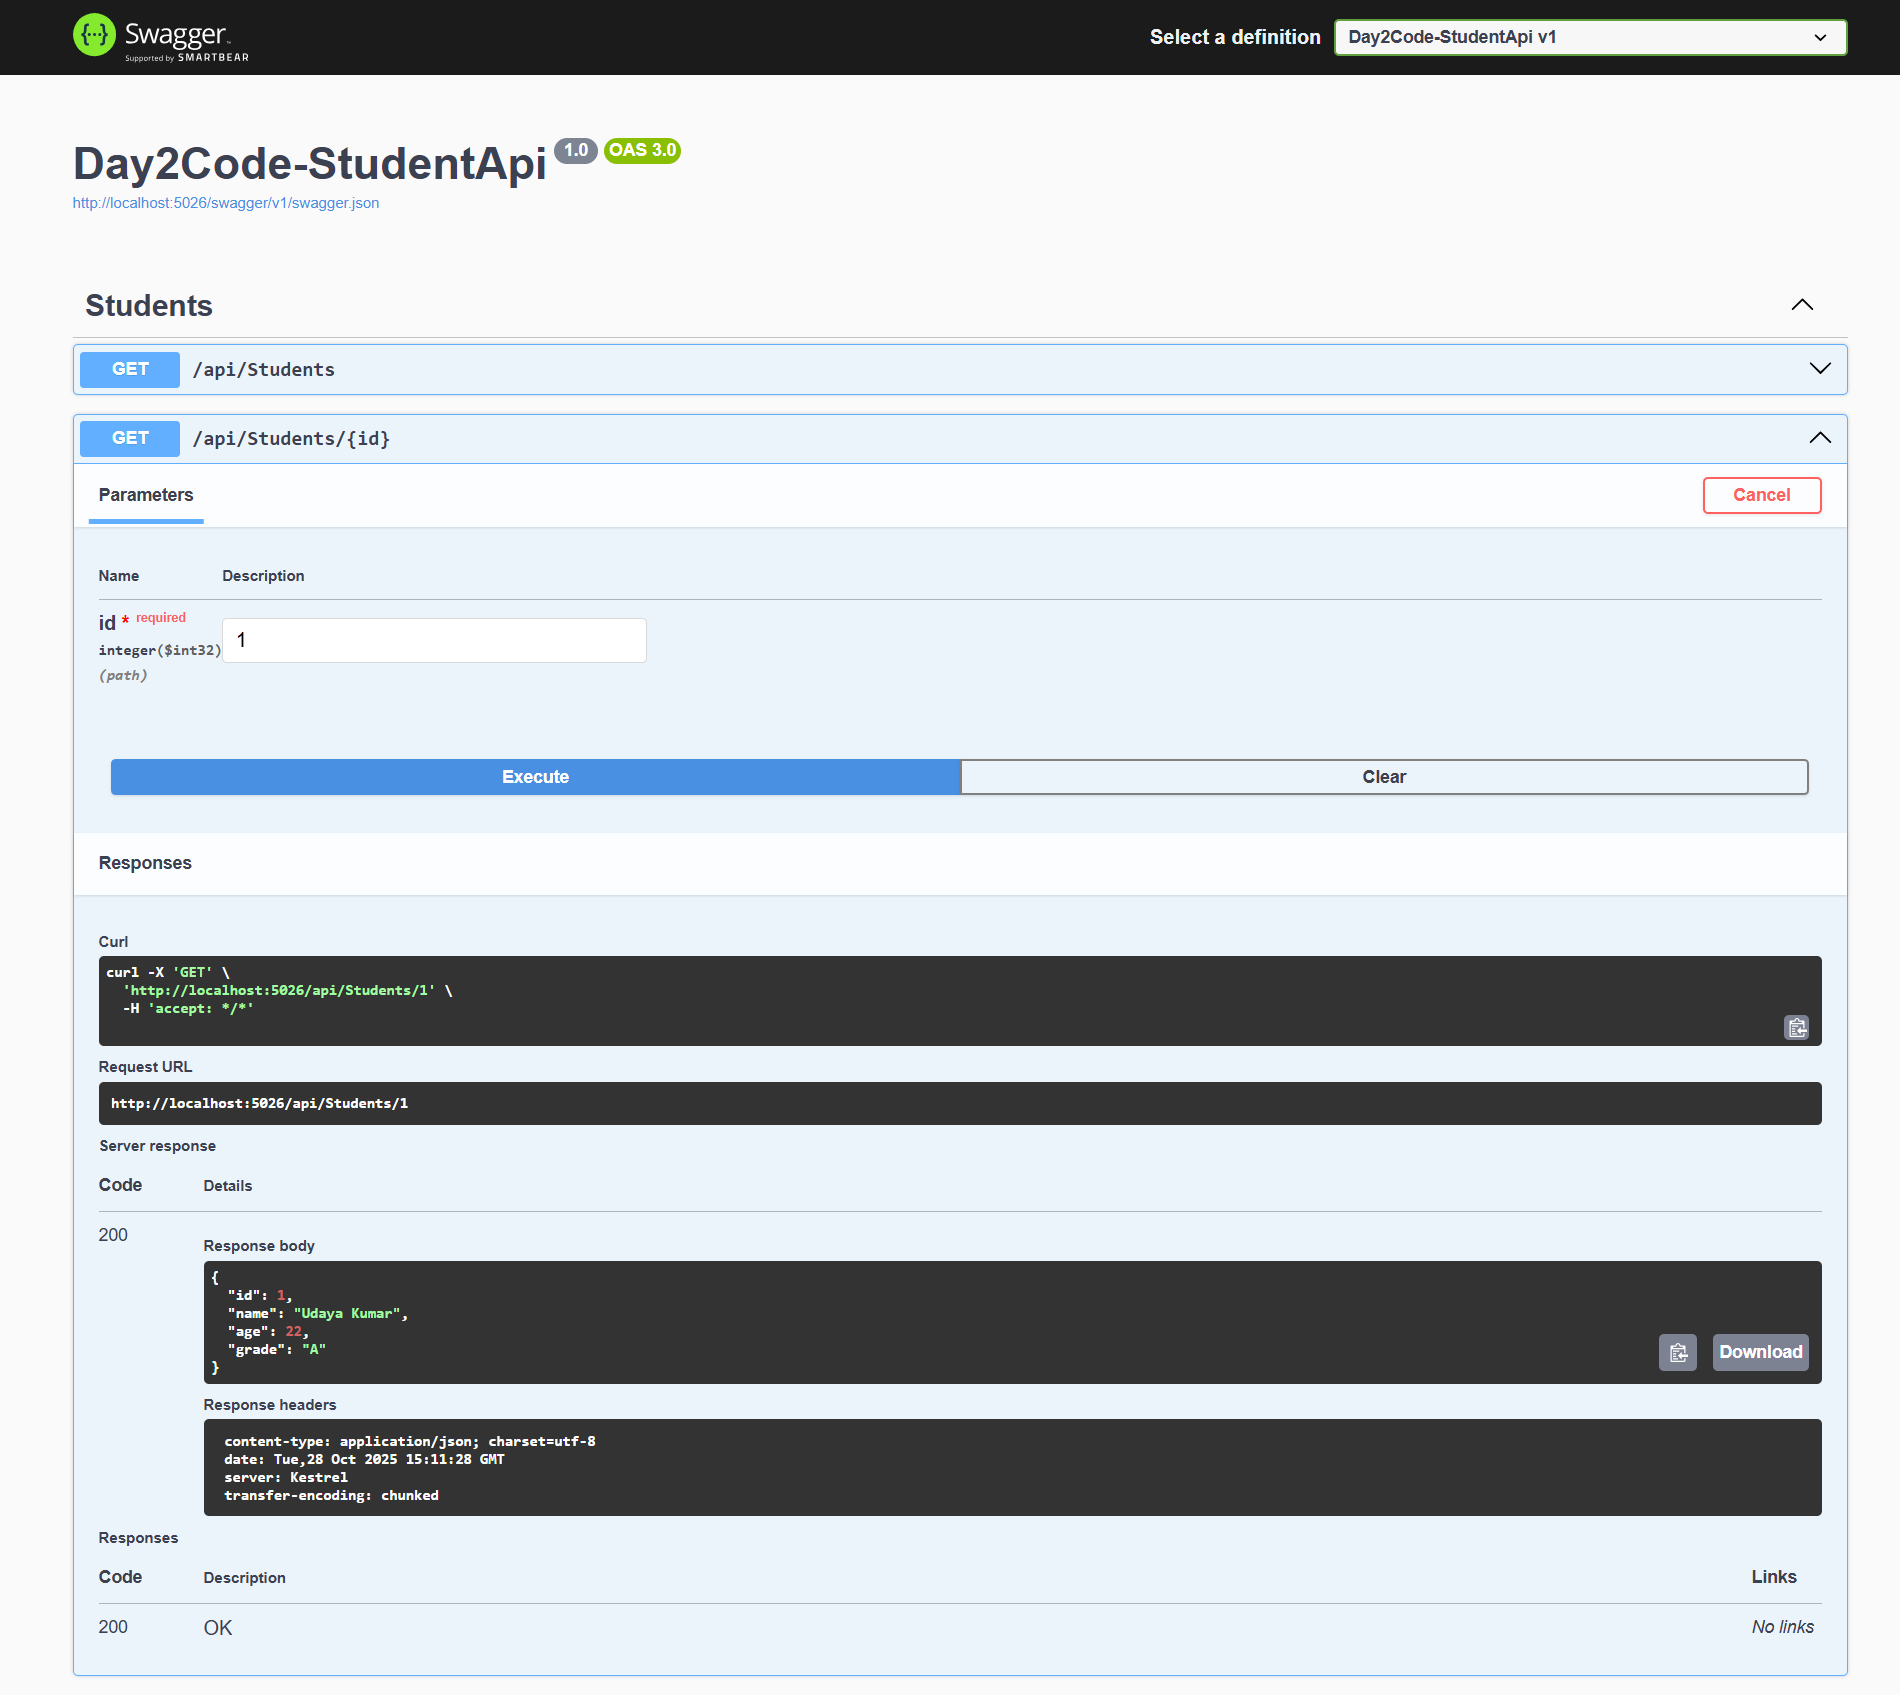 Swagger
Supported by SMARTBEAR
Select a definition
Day2Code-StudentApi v1
Day2Code-StudentApi 1.0 OAS 3.0
http://localhost:5026/swagger/v1/swagger.json
Students
GET /api/Students
GET /api/Students/{id}
Parameters
Cancel
Name Description
id * required
integer($int32)
(path)
1
Execute
Clear
Responses
Curl
curl -X 'GET' \
  'http://localhost:5026/api/Students/1' \
  -H 'accept: */*'
Request URL
http://localhost:5026/api/Students/1
Server response
Code Details
200
Response body
{
  "id": 1,
  "name": "Udaya Kumar",
  "age": 22,
  "grade": "A"
}
Download
Response headers
content-type: application/json; charset=utf-8
date: Tue,28 Oct 2025 15:11:28 GMT
server: Kestrel
transfer-encoding: chunked
Responses
Code Description Links
200 OK No links